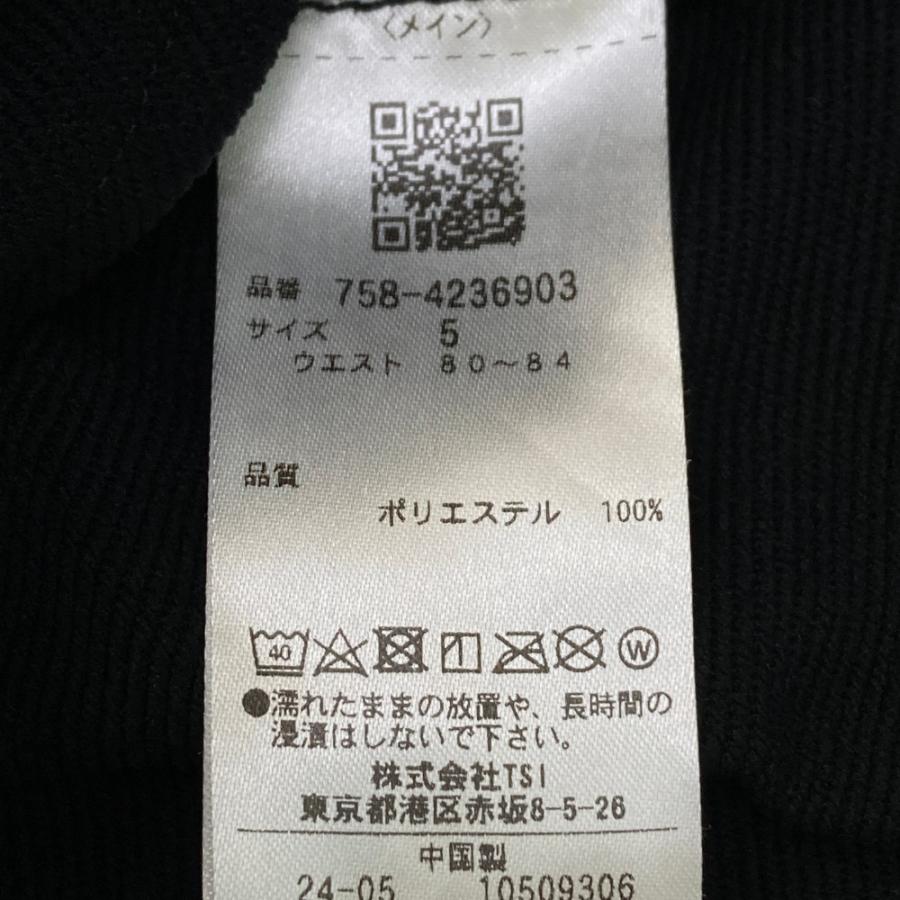 〈メイン〉
品番 758-4236903
サイズ 5
ウエスト 80～84
品質
ポリエステル 100%
40
W
●濡れたままの放置や、長時間の
浸漬はしないで下さい。
株式会社TSI
東京都港区赤坂8-5-26
中国製
24-05 10509306